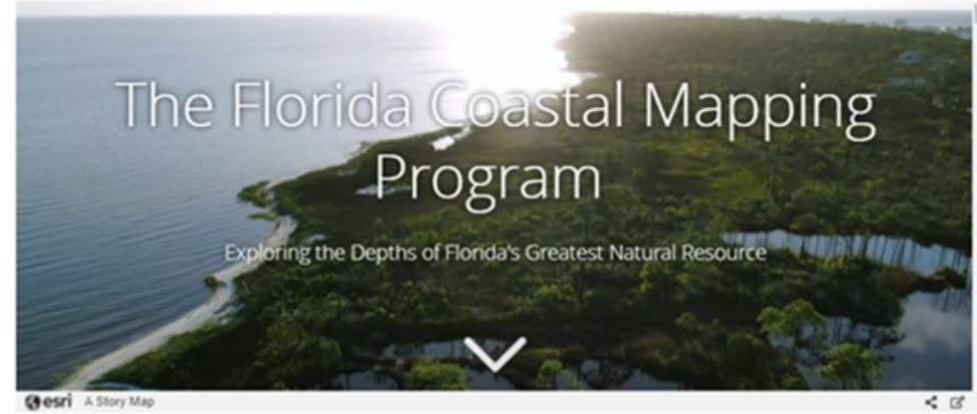 The Florida Coastal Mapping
Program
Exploring the Depths of Florida's Greatest Natural Resource
esri A Story Map